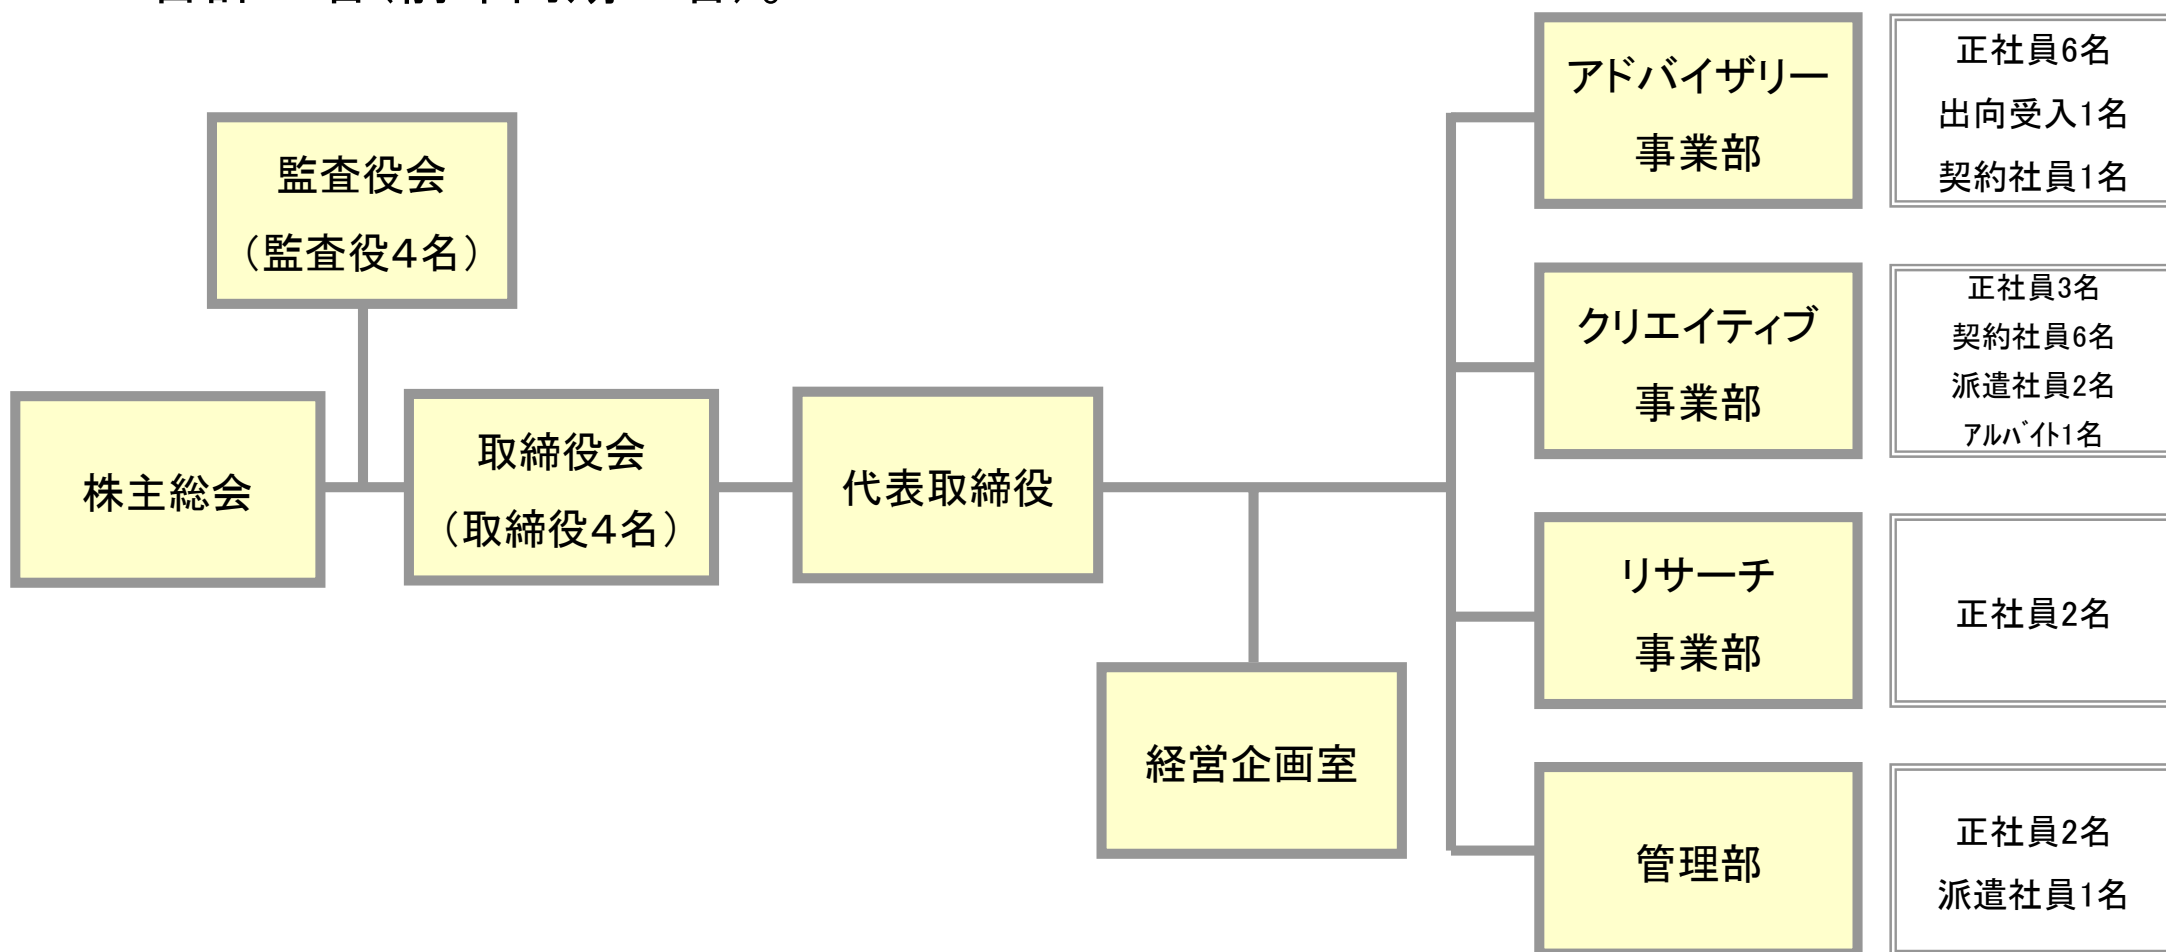 監査役会
（監査役4名）
株主総会
取締役会
（取締役4名）
代表取締役
経営企画室
アドバイザリー
事業部
正社員6名
出向受入1名
契約社員1名
クリエイティブ
事業部
正社員3名
契約社員6名
派遣社員2名
ｱﾙﾊﾞｲﾄ1名
リサーチ
事業部
正社員2名
管理部
正社員2名
派遣社員1名